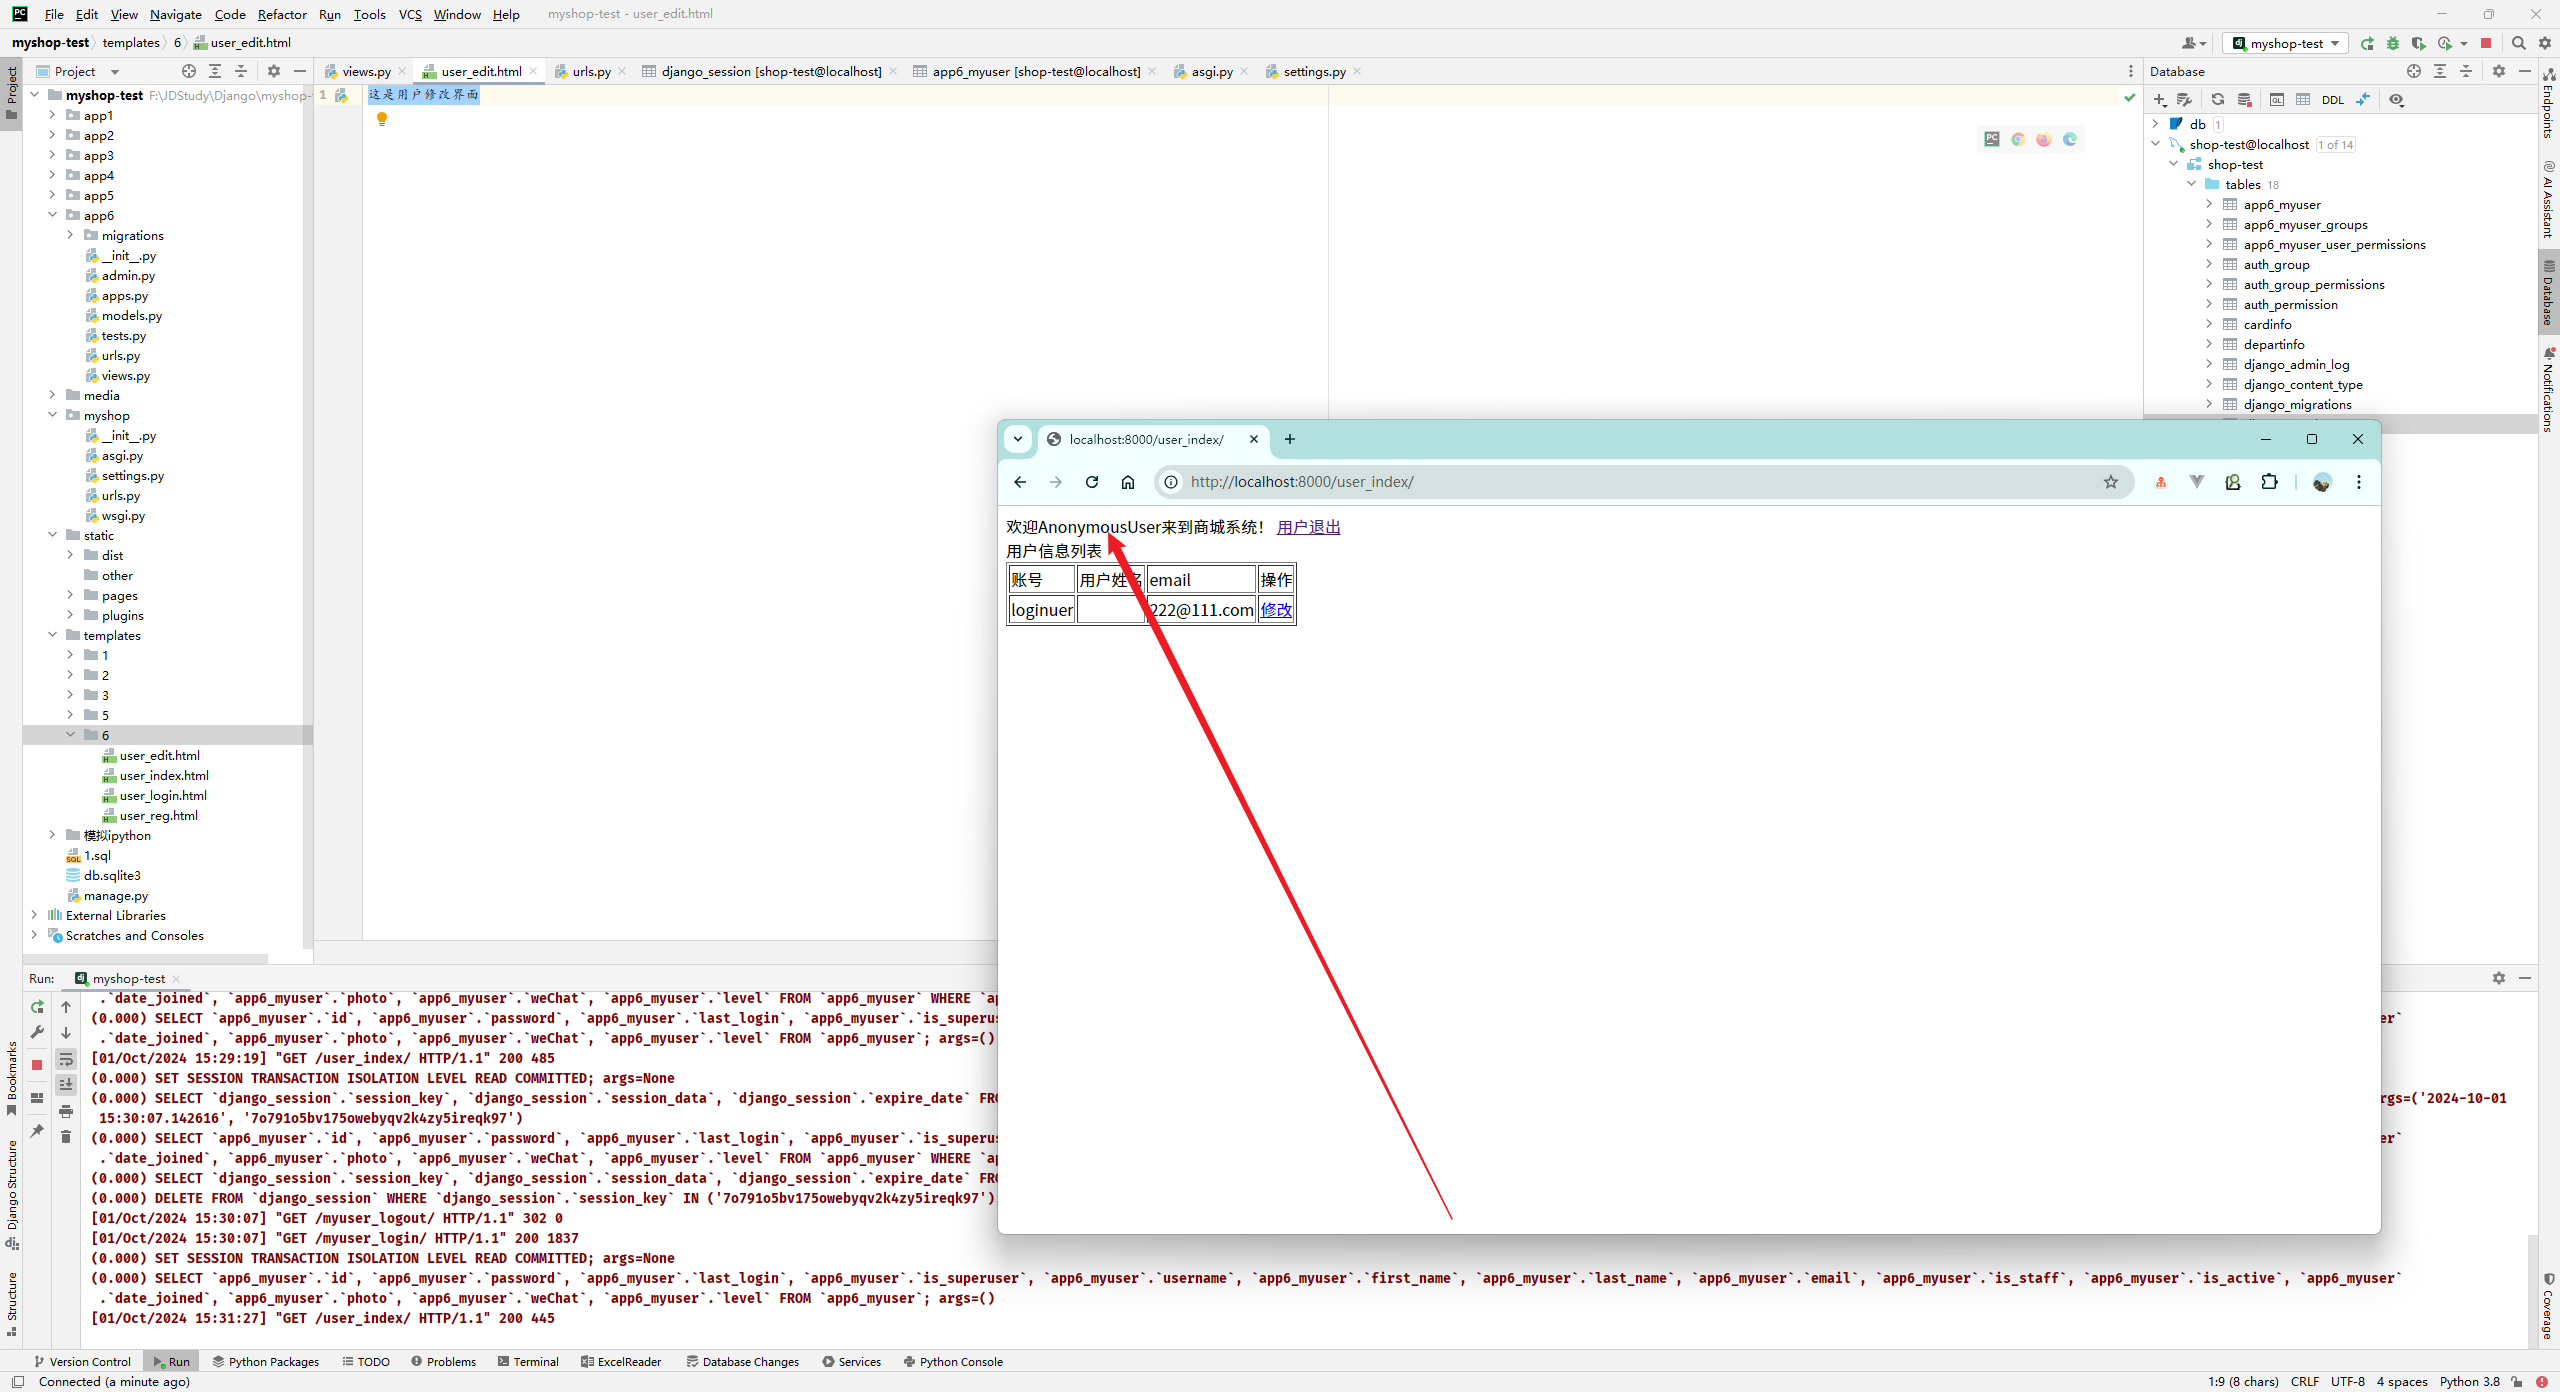 File Edit View Navigate Code Refactor Run Tools VCS Window Help myshop-test - user_edit.html
myshop-test templates 6 user_edit.html
myshop-test
Project
views.py user_edit.html urls.py django_session [shop-test@localhost] app6_myuser [shop-test@localhost] asgi.py settings.py
Database
myshop-test F:\JDStudy\Django\myshop-
app1
app2
app3
app4
app5
app6
migrations
__init__.py
admin.py
apps.py
models.py
tests.py
urls.py
views.py
media
myshop
__init__.py
asgi.py
settings.py
urls.py
wsgi.py
static
dist
other
pages
plugins
templates
1
2
3
5
6
user_edit.html
user_index.html
user_login.html
user_reg.html
模拟ipython
1.sql
db.sqlite3
manage.py
External Libraries
Scratches and Consoles
1 这是用户修改界面
DDL
db 1
shop-test@localhost 1 of 14
shop-test
tables 18
app6_myuser
app6_myuser_groups
app6_myuser_user_permissions
auth_group
auth_group_permissions
auth_permission
cardinfo
departinfo
django_admin_log
django_content_type
django_migrations
localhost:8000/user_index/
http://localhost:8000/user_index/
欢迎AnonymousUser来到商城系统! 用户退出
用户信息列表
账号 用户姓名 email 操作
loginuer 222@111.com 修改
Run: myshop-test
.`date_joined`, `app6_myuser`.`photo`, `app6_myuser`.`weChat`, `app6_myuser`.`level` FROM `app6_myuser` WHERE `ap
(0.000) SELECT `app6_myuser`.`id`, `app6_myuser`.`password`, `app6_myuser`.`last_login`, `app6_myuser`.`is_superus er`
.`date_joined`, `app6_myuser`.`photo`, `app6_myuser`.`weChat`, `app6_myuser`.`level` FROM `app6_myuser`; args=()
[01/Oct/2024 15:29:19] "GET /user_index/ HTTP/1.1" 200 485
(0.000) SET SESSION TRANSACTION ISOLATION LEVEL READ COMMITTED; args=None
(0.000) SELECT `django_session`.`session_key`, `django_session`.`session_data`, `django_session`.`expire_date` FRO rgs=('2024-10-01
15:30:07.142616', '7o791o5bv175owebyqv2k4zy5ireqk97')
(0.000) SELECT `app6_myuser`.`id`, `app6_myuser`.`password`, `app6_myuser`.`last_login`, `app6_myuser`.`is_superus er`
.`date_joined`, `app6_myuser`.`photo`, `app6_myuser`.`weChat`, `app6_myuser`.`level` FROM `app6_myuser` WHERE `ap
(0.000) SELECT `django_session`.`session_key`, `django_session`.`session_data`, `django_session`.`expire_date` FRO
(0.000) DELETE FROM `django_session` WHERE `django_session`.`session_key` IN ('7o791o5bv175owebyqv2k4zy5ireqk97')
[01/Oct/2024 15:30:07] "GET /myuser_logout/ HTTP/1.1" 302 0
[01/Oct/2024 15:30:07] "GET /myuser_login/ HTTP/1.1" 200 1837
(0.000) SET SESSION TRANSACTION ISOLATION LEVEL READ COMMITTED; args=None
(0.000) SELECT `app6_myuser`.`id`, `app6_myuser`.`password`, `app6_myuser`.`last_login`, `app6_myuser`.`is_superuser`, `app6_myuser`.`username`, `app6_myuser`.`first_name`, `app6_myuser`.`last_name`, `app6_myuser`.`email`, `app6_myuser`.`is_staff`, `app6_myuser`.`is_active`, `app6_myuser`
.`date_joined`, `app6_myuser`.`photo`, `app6_myuser`.`weChat`, `app6_myuser`.`level` FROM `app6_myuser`; args=()
[01/Oct/2024 15:31:27] "GET /user_index/ HTTP/1.1" 200 445
Project
Bookmarks
Django Structure
Structure
Endpoints
AI Assistant
Database
Notifications
Coverage
Version Control Run Python Packages TODO Problems Terminal ExcelReader Database Changes Services Python Console
Connected (a minute ago) 1:9 (8 chars) CRLF UTF-8 4 spaces Python 3.8